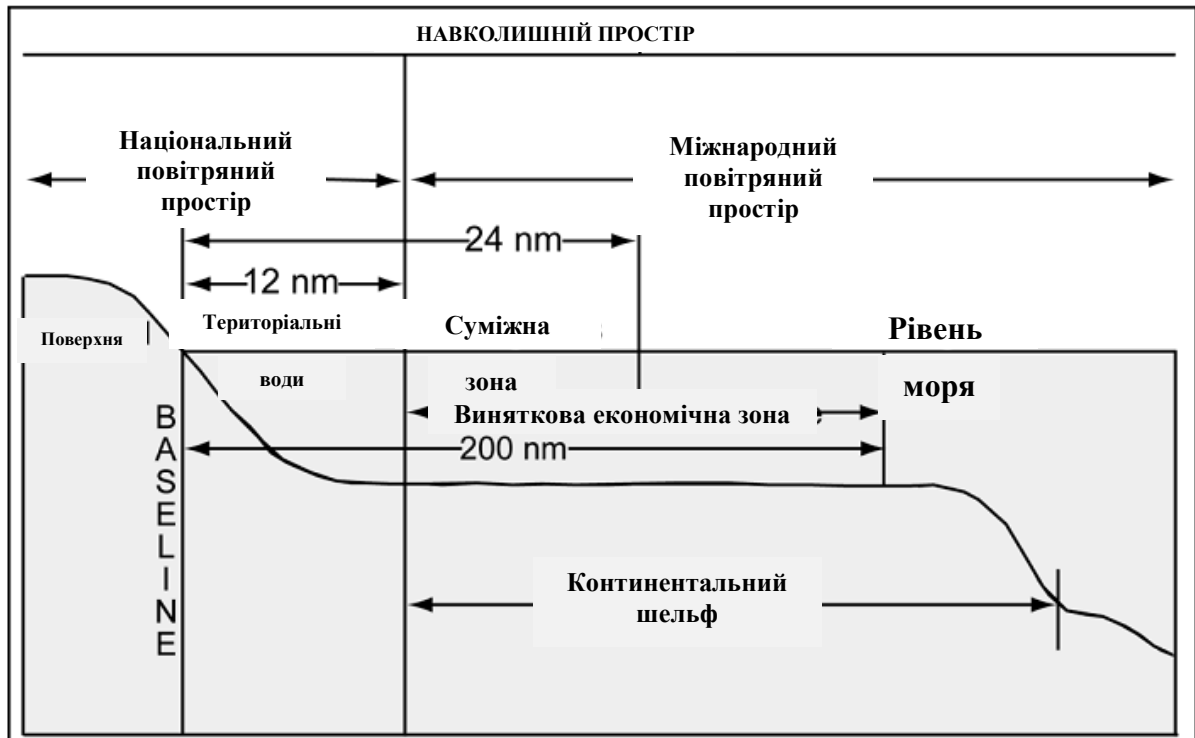 НАВКОЛИШНІЙ ПРОСТІР
Національний
повітряний
простір
Міжнародний
повітряний
простір
24 nm
12 nm
Поверхня
Територіальні
води
Суміжна
зона
Рівень
моря
Виняткова економічна зона
200 nm
BASELINE
Континентальний
шельф